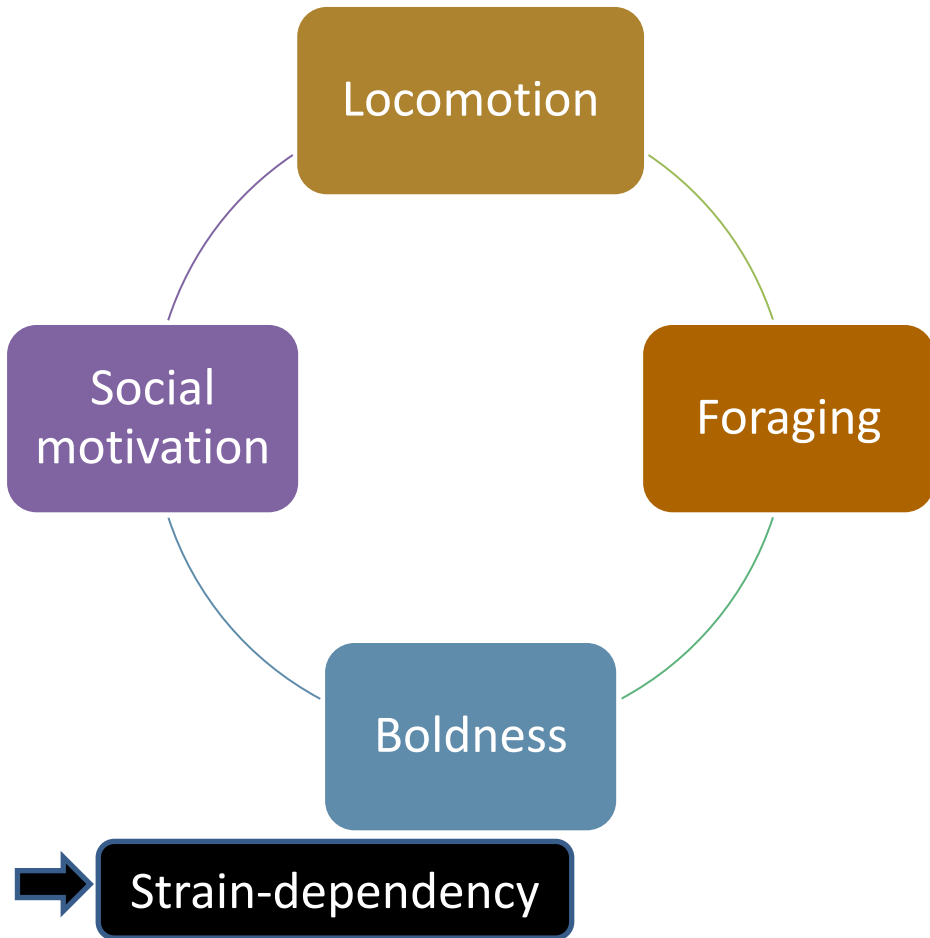 Locomotion
Social
motivation
Foraging
Boldness
Strain-dependency